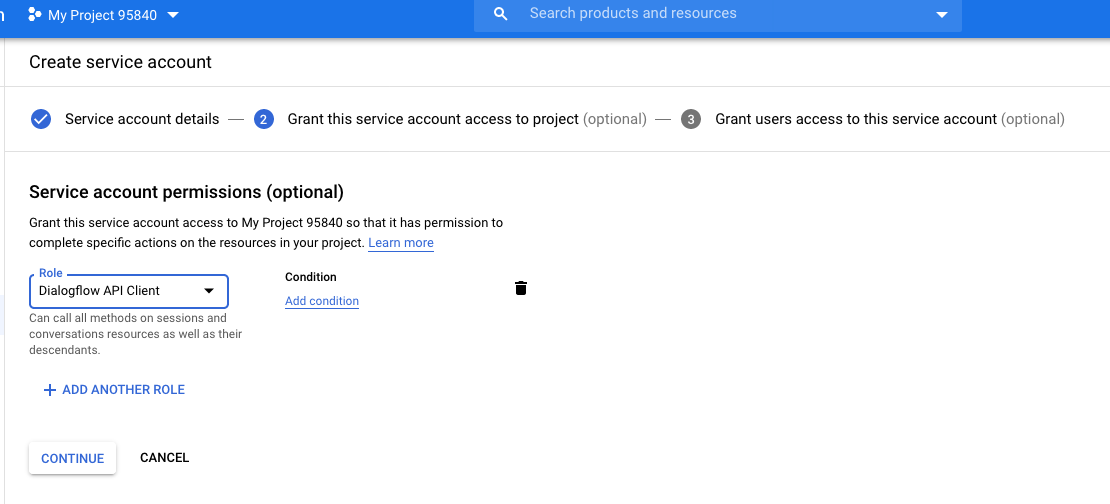 My Project 95840
Search products and resources
Create service account
Service account details — 2 Grant this service account access to project (optional) — 3 Grant users access to this service account (optional)
Service account permissions (optional)
Grant this service account access to My Project 95840 so that it has permission to
complete specific actions on the resources in your project. Learn more
Role
Dialogflow API Client
Condition
Add condition
Can call all methods on sessions and
conversations resources as well as their
descendants.
+ ADD ANOTHER ROLE
CONTINUE
CANCEL